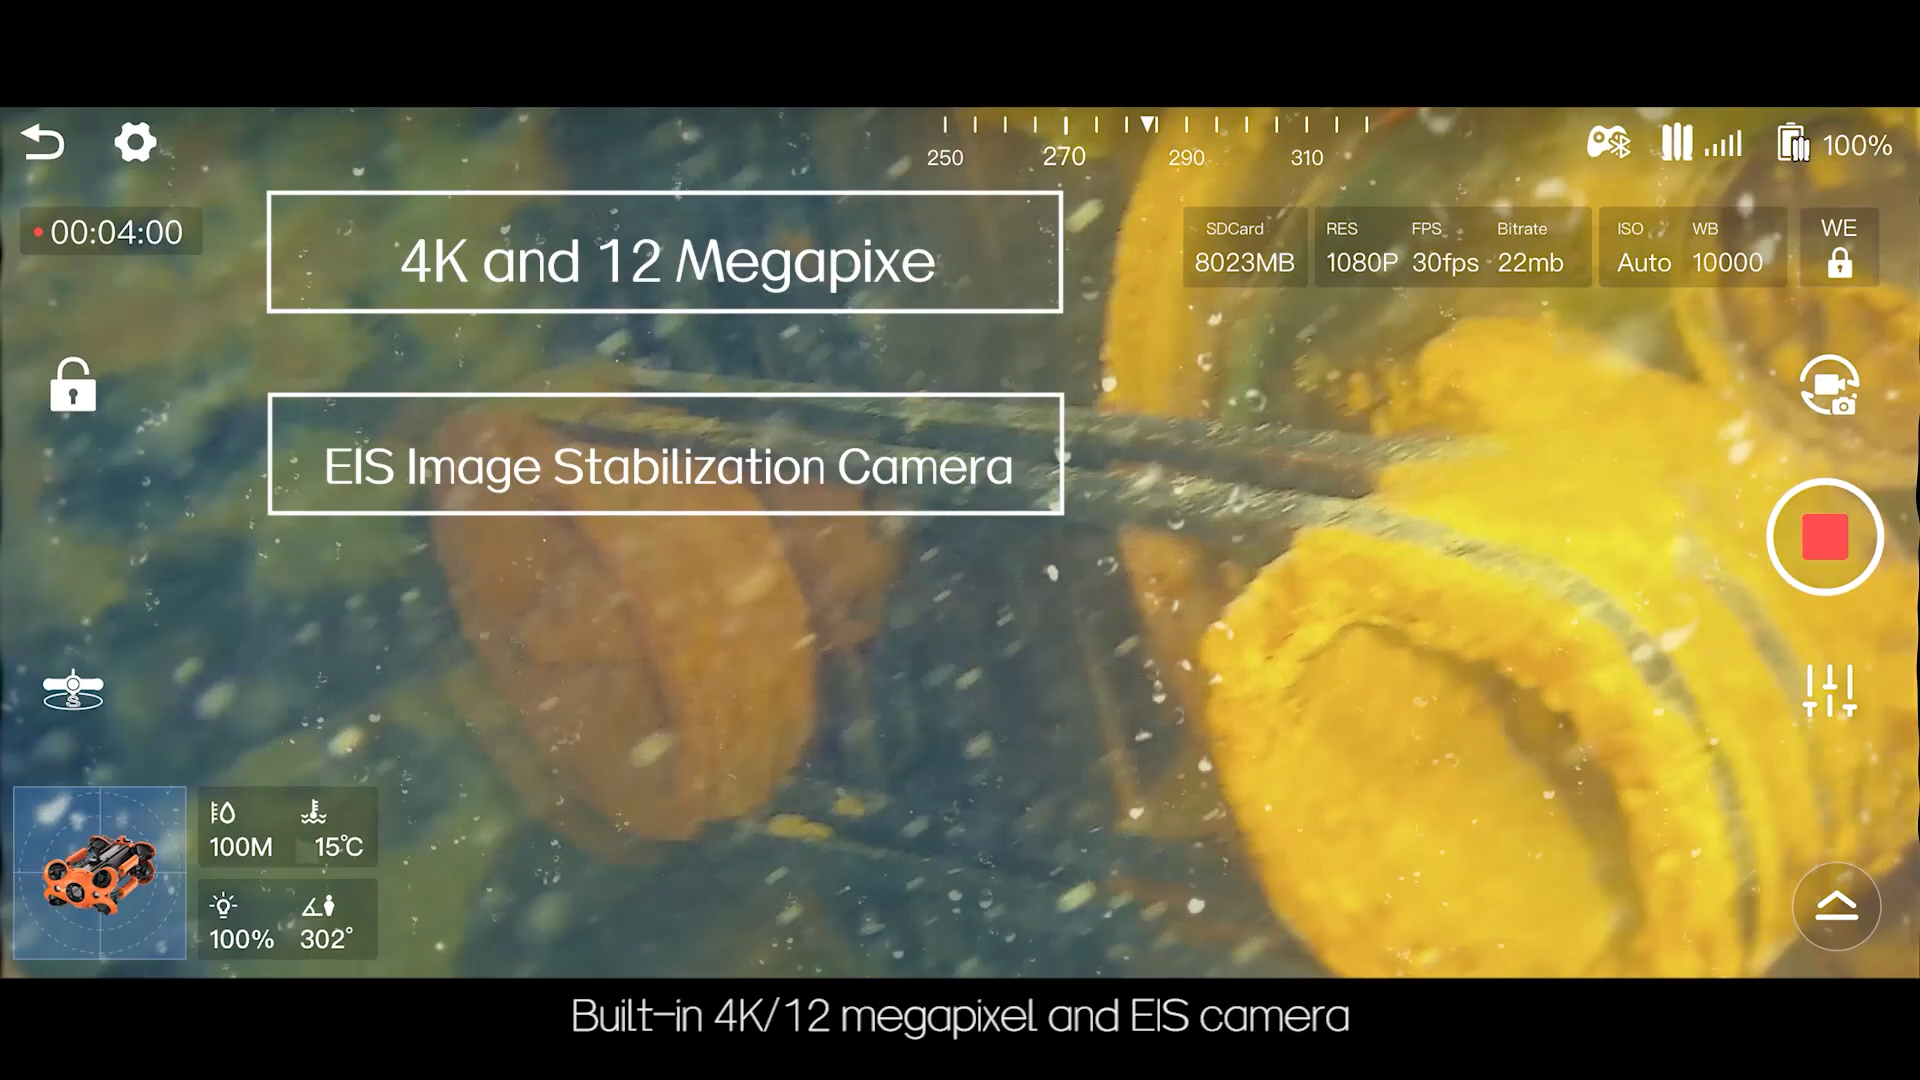 250 270 290 310
100%
00:04:00
4K and 12 Megapixe
SDCard RES FPS Bitrate ISO WB WE
8023MB 1080P 30fps 22mb Auto 10000
EIS Image Stabilization Camera
S
100M 15℃
100% 302°
Built-in 4K/12 megapixel and EIS camera